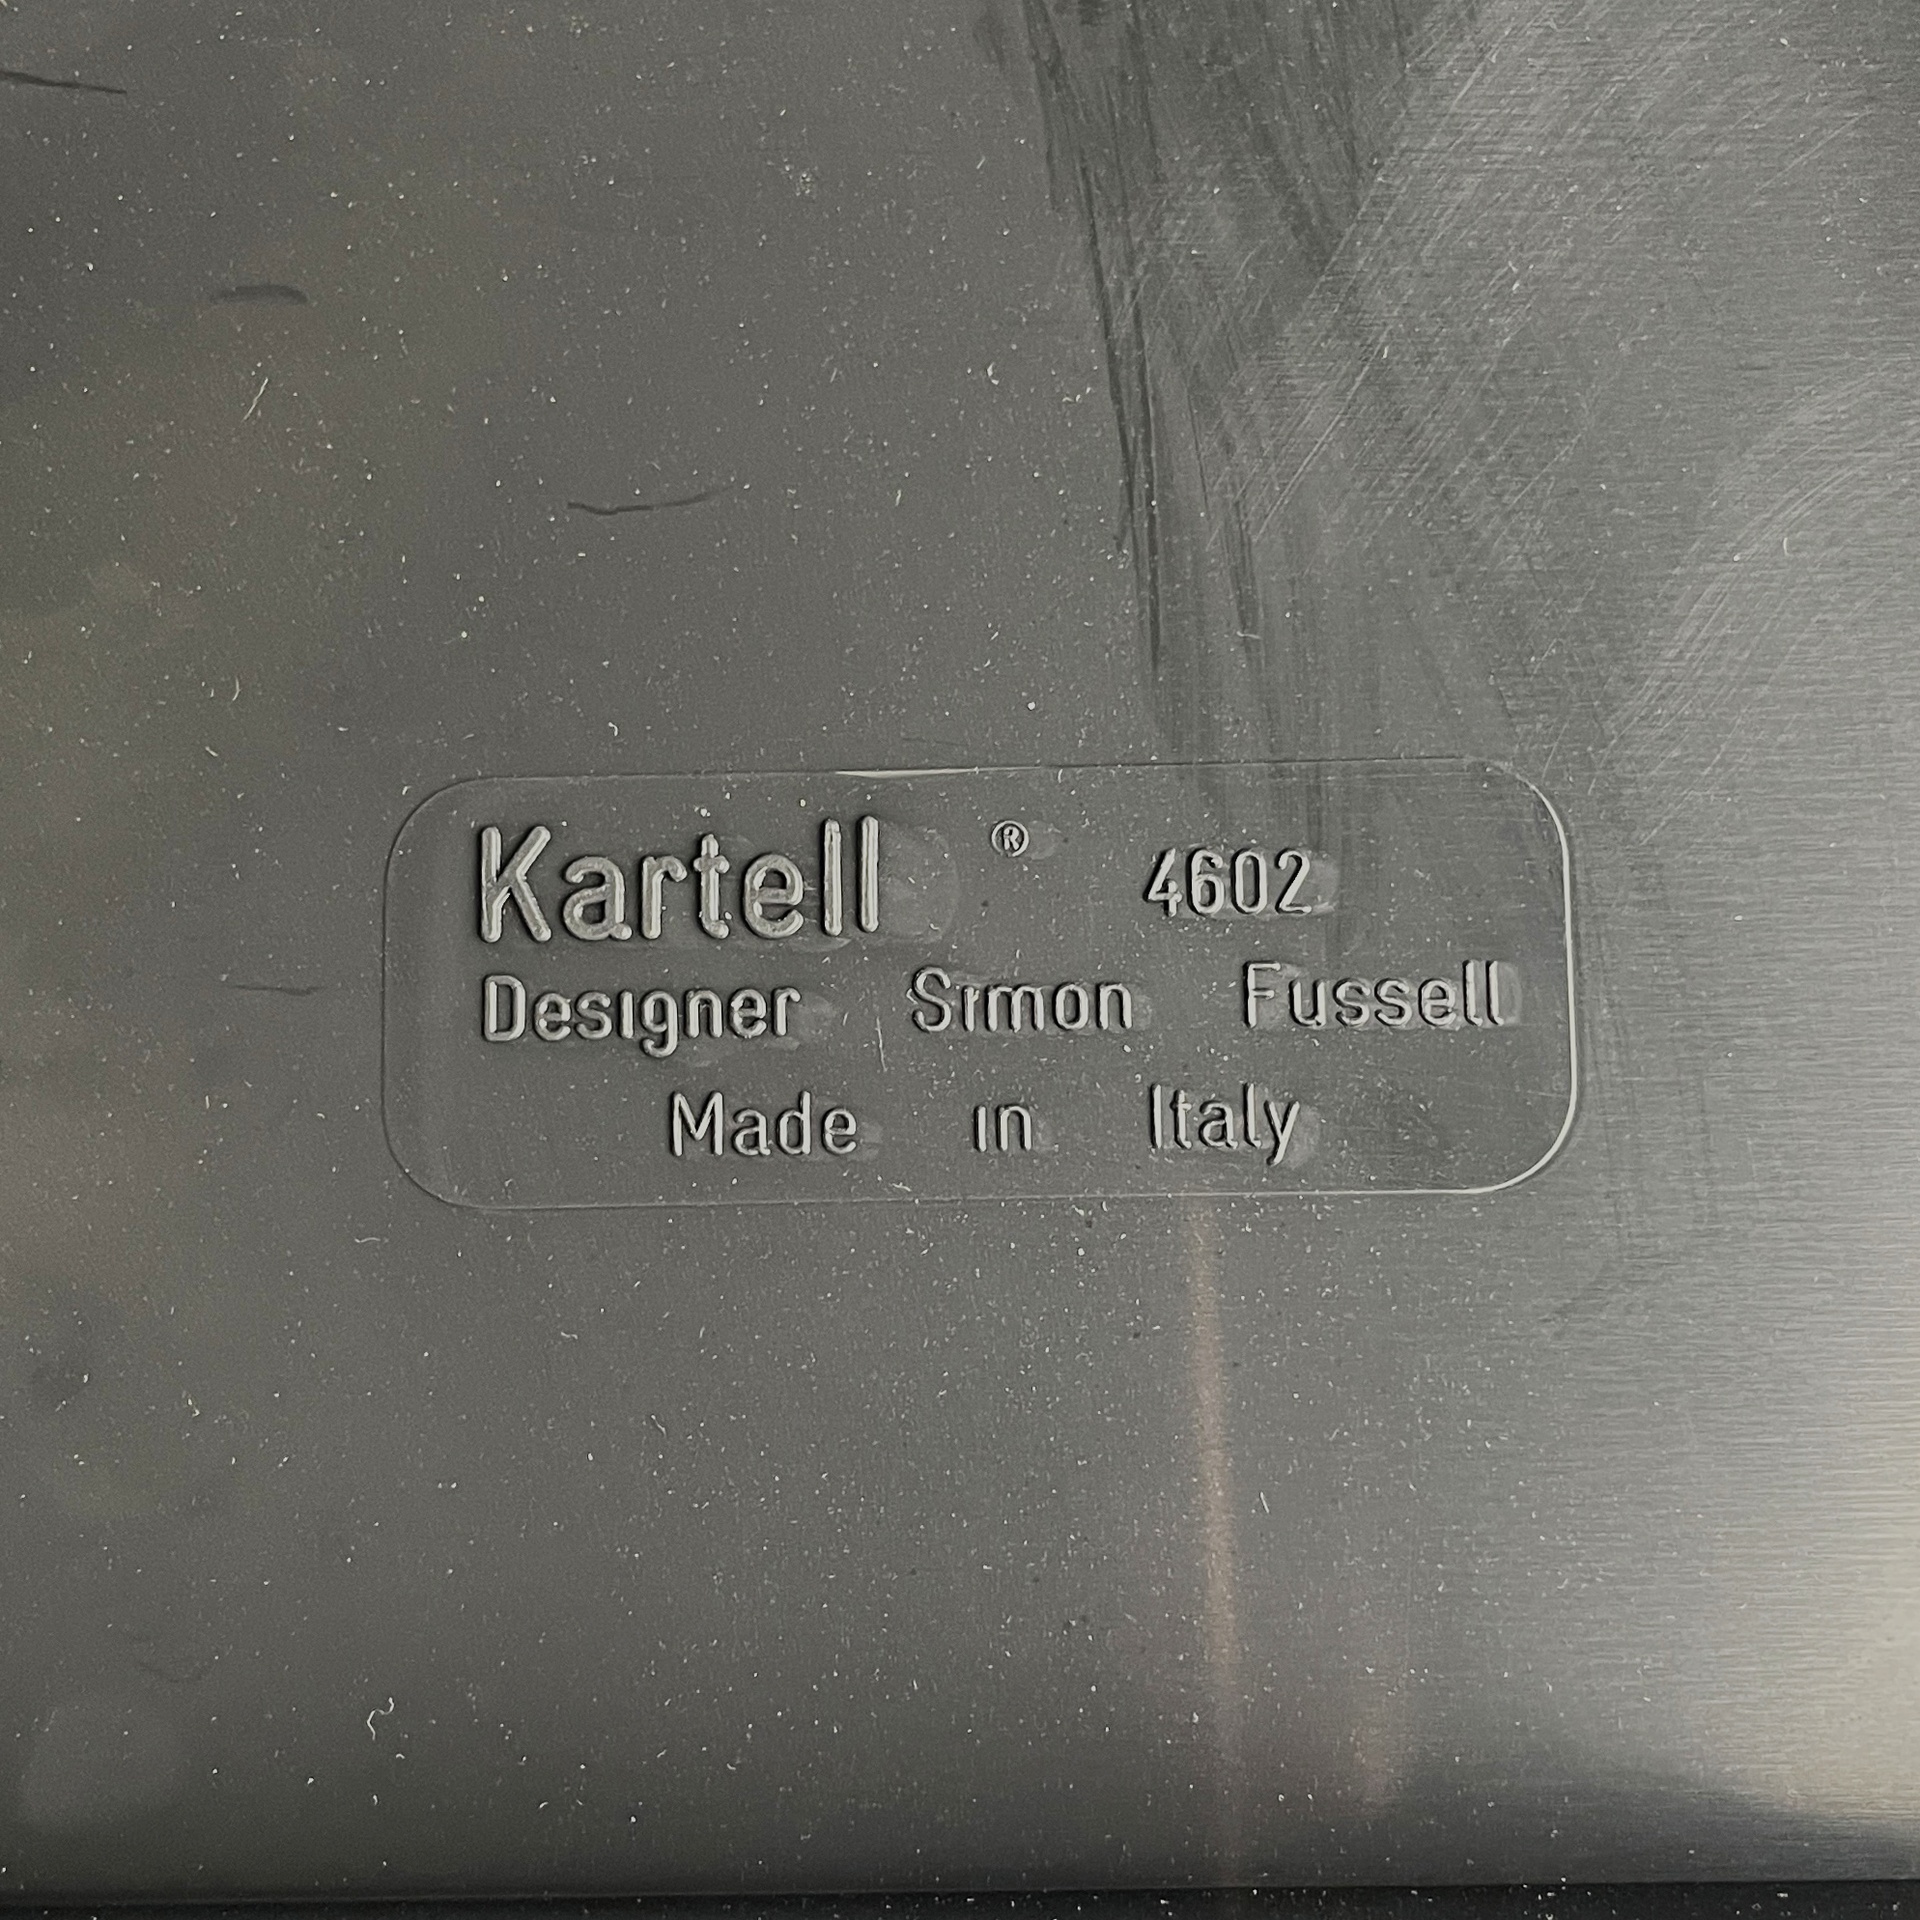 Kartell ® 4602
Designer Simon Fussell
Made in Italy